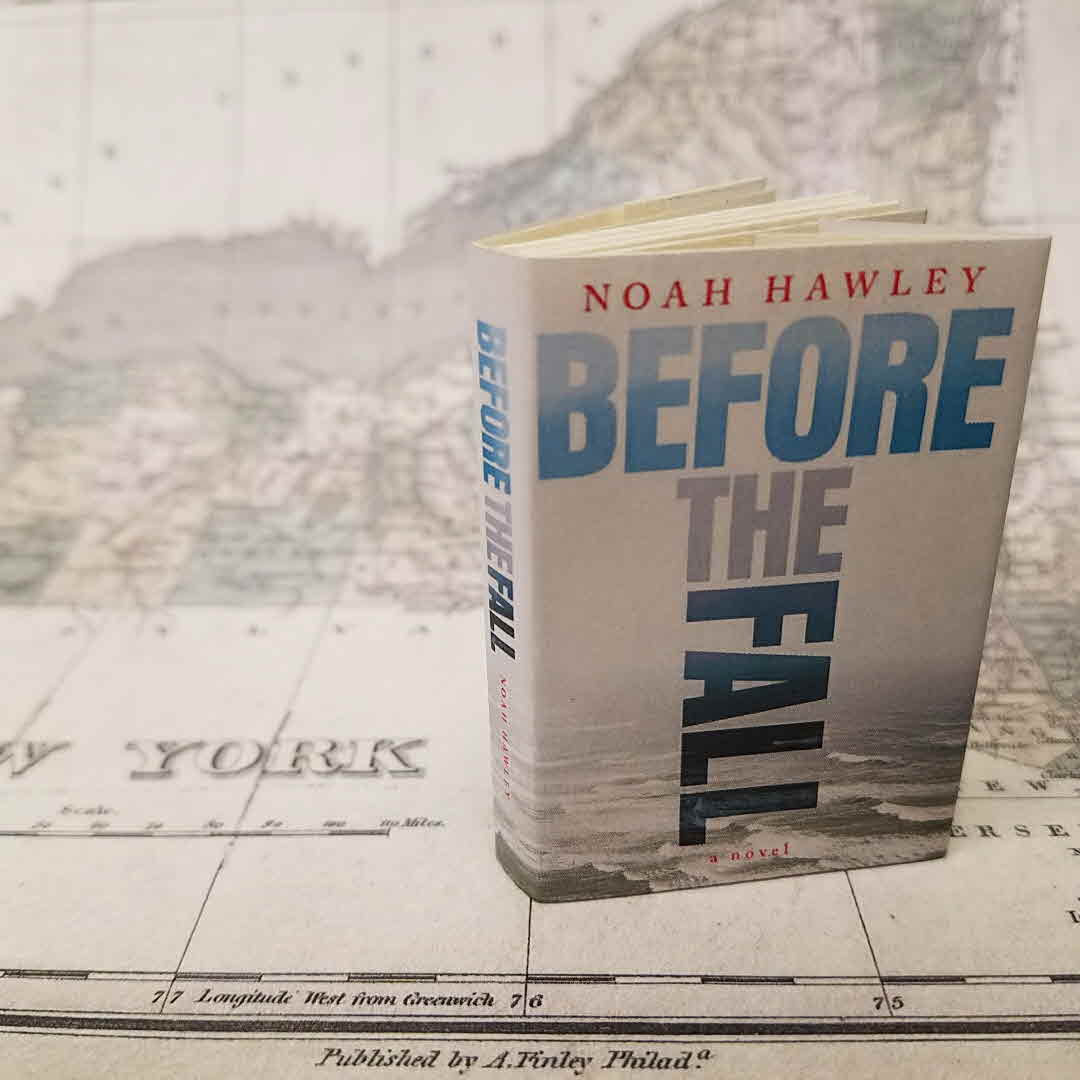 NOAH HAWLEY
BEFORE
THE
FALL
a novel
BEFORE THE FALL NOAH HAWLEY
YORK
Scale.
Miles.
77 Longitude West from Greenwich 76
75
Published by A. Finley Philad.a